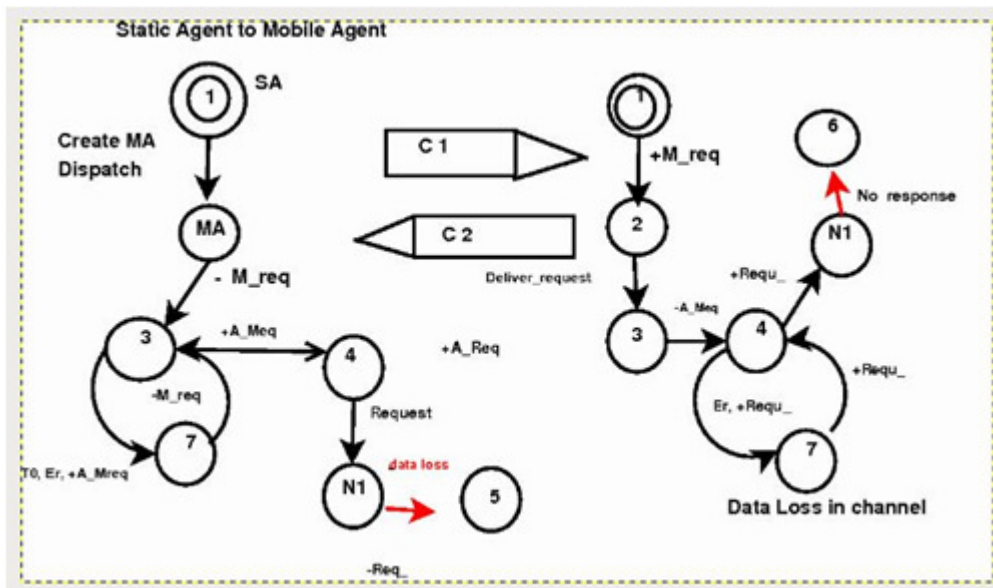 Static Agent to Mobile Agent
1
SA
Create MA
Dispatch
MA
- M_req
3
+A_Meq
4
-M_req
7
T0, Er, +A_Mreq
Request
N1
data loss
5
-Req_
C 1
C 2
Deliver_request
+A_Req
1
+M_req
2
3
-A_Meq
4
+Requ_
N1
No response
6
Er, +Requ_
+Requ_
7
Data Loss in channel